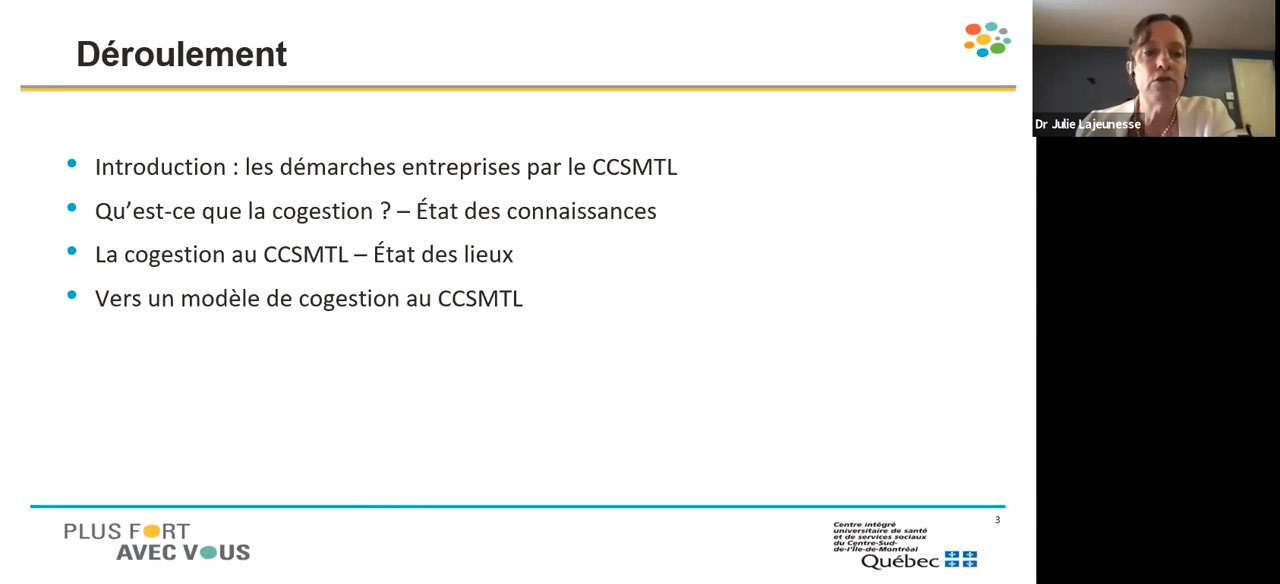 Déroulement
Dr Julie Lajeunesse
• Introduction : les démarches entreprises par le CCSMTL
• Qu’est-ce que la cogestion ? – État des connaissances
• La cogestion au CCSMTL – État des lieux
• Vers un modèle de cogestion au CCSMTL
3
PLUS FORT
AVEC VOUS
Centre intégré
universitaire de santé
et de services sociaux
du Centre-Sud-
de-l'Île-de-Montréal
Québec